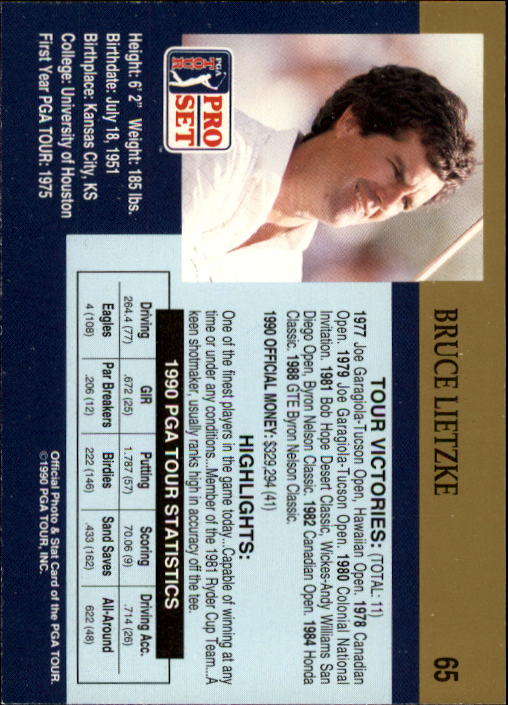 BRUCE LIETZKE 65
PGA
TOUR
PRO
SET
Height: 6' 2" Weight: 185 lbs.
Birthdate: July 18, 1951
Birthplace: Kansas City, KS
College: University of Houston
First Year PGA TOUR: 1975
TOUR VICTORIES: (TOTAL: 11)
1977 Joe Garagiola-Tucson Open, Hawaiian Open. 1978 Canadian
Open. 1979 Joe Garagiola-Tucson Open. 1980 Colonial National
Invitation. 1981 Bob Hope Desert Classic, Wickes-Andy Williams San
Diego Open, Byron Nelson Classic. 1982 Canadian Open. 1984 Honda
Classic. 1988 GTE Byron Nelson Classic.
1990 OFFICIAL MONEY: $329,294 (41)
HIGHLIGHTS:
One of the finest players in the game today...Capable of winning at any
time or under any conditions...Member of the 1981 Ryder Cup Team...A
keen shotmaker, usually ranks high in accuracy off the tee.
1990 PGA TOUR STATISTICS
Driving GIR Putting Scoring Driving Acc.
264.4 (77) .672 (25) 1.787 (57) 70.06 (9) .714 (26)
Eagles Par Breakers Birdies Sand Saves All-Around
4 (108) .206 (12) 222 (146) .433 (162) 622 (48)
Official Photo & Stat Card of the PGA TOUR.
©1990 PGA TOUR, INC.